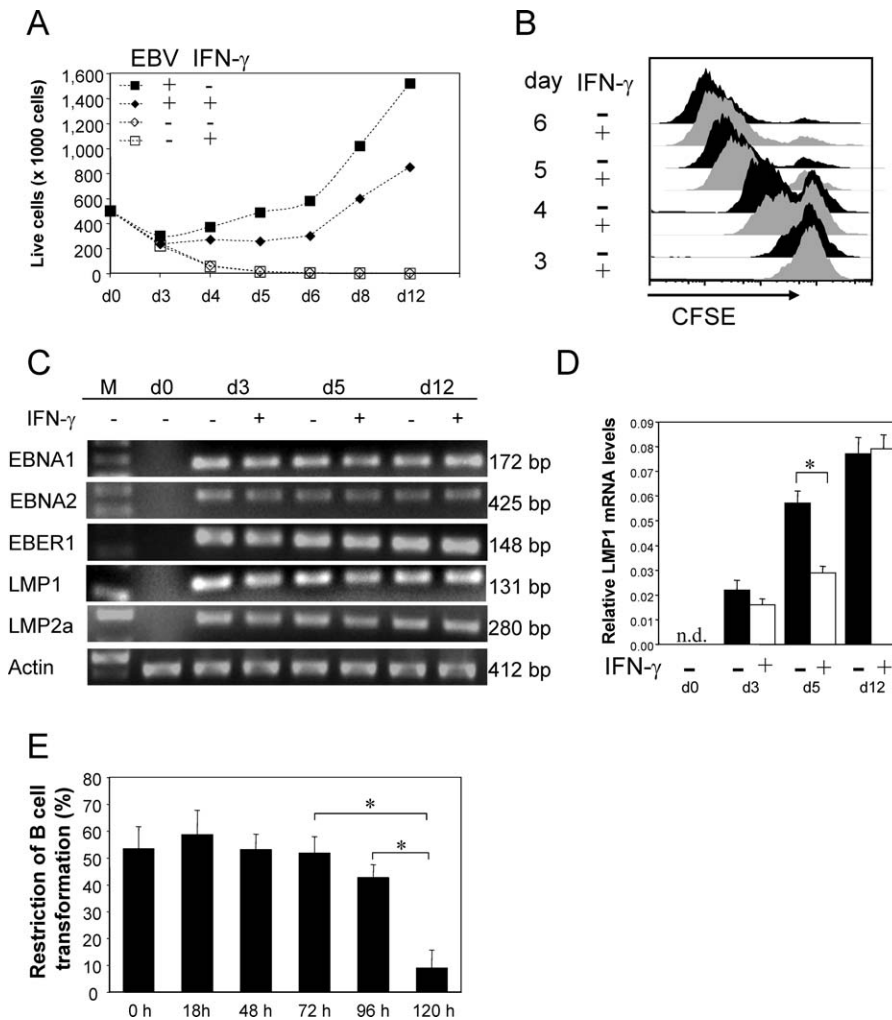 A
EBV IFN-γ
1,600
1,400
1,200
1,000
800
600
400
200
0
+ -
+ +
- -
- +
Live cells (x 1000 cells)
d0 d3 d4 d5 d6 d8 d12
B
day IFN-γ
6 -
+
5 -
+
4 -
+
3 -
+
CFSE
C
M d0 d3 d5 d12
IFN-γ - - - + - + - +
EBNA1 172 bp
EBNA2 425 bp
EBER1 148 bp
LMP1 131 bp
LMP2a 280 bp
Actin 412 bp
D
Relative LMP1 mRNA levels
0.09
0.08
0.07
0.06
0.05
0.04
0.03
0.02
0.01
0.00
*
n.d.
IFN-γ - - + - + - +
d0 d3 d5 d12
E
Restriction of B cell
transformation (%)
80
70
60
50
40
30
20
10
0
*
*
0 h 18h 48 h 72 h 96 h 120 h